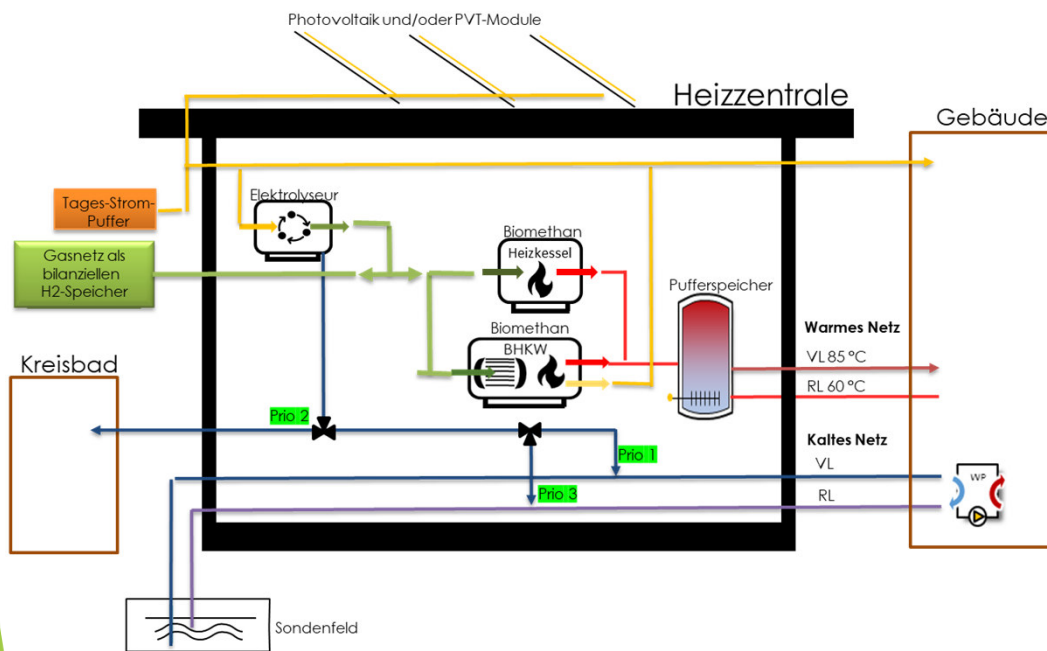 Photovoltaik und/oder PVT-Module
Heizzentrale
Gebäude
Elektrolyseur
Tages-Strom-
Puffer
Gasnetz als
bilanziellen
H2-Speicher
Biomethan
Heizkessel
Biomethan
BHKW
Pufferspeicher
Warmes Netz
VL 85 °C
RL 60 °C
Kreisbad
Prio 2
Prio 1
Prio 3
Kaltes Netz
VL
RL
WP
Sondenfeld